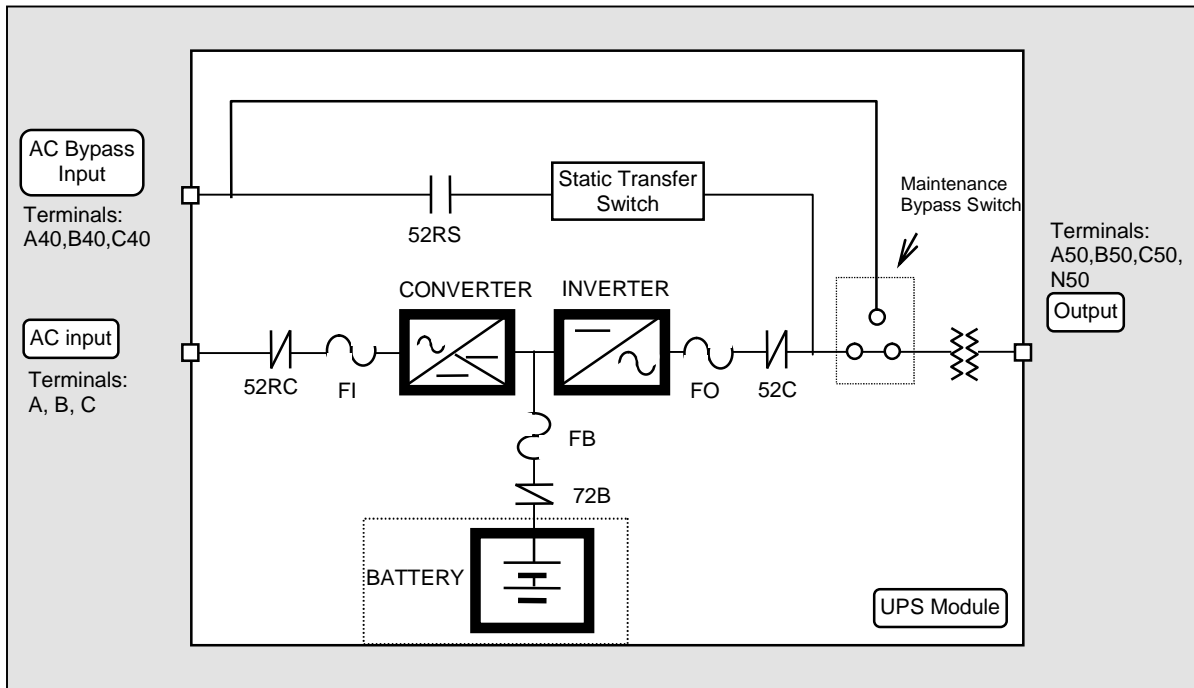 AC Bypass
Input
Terminals:
A40,B40,C40
52RS
Static Transfer
Switch
Maintenance
Bypass Switch
Terminals:
A50,B50,C50,
N50
Output
AC input
Terminals:
A, B, C
52RC
FI
CONVERTER
INVERTER
FO
52C
FB
72B
BATTERY
UPS Module